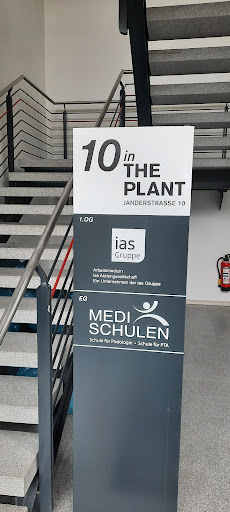 10 in
THE
PLANT
JANDERSTRASSE 10
1.OG
ias
Gruppe
Arbeitsmedizin
ias Aktiengesellschaft
Ein Unternehmen der ias Gruppe
EG
MEDI
SCHULEN
Schule für Podologie • Schule für PTA